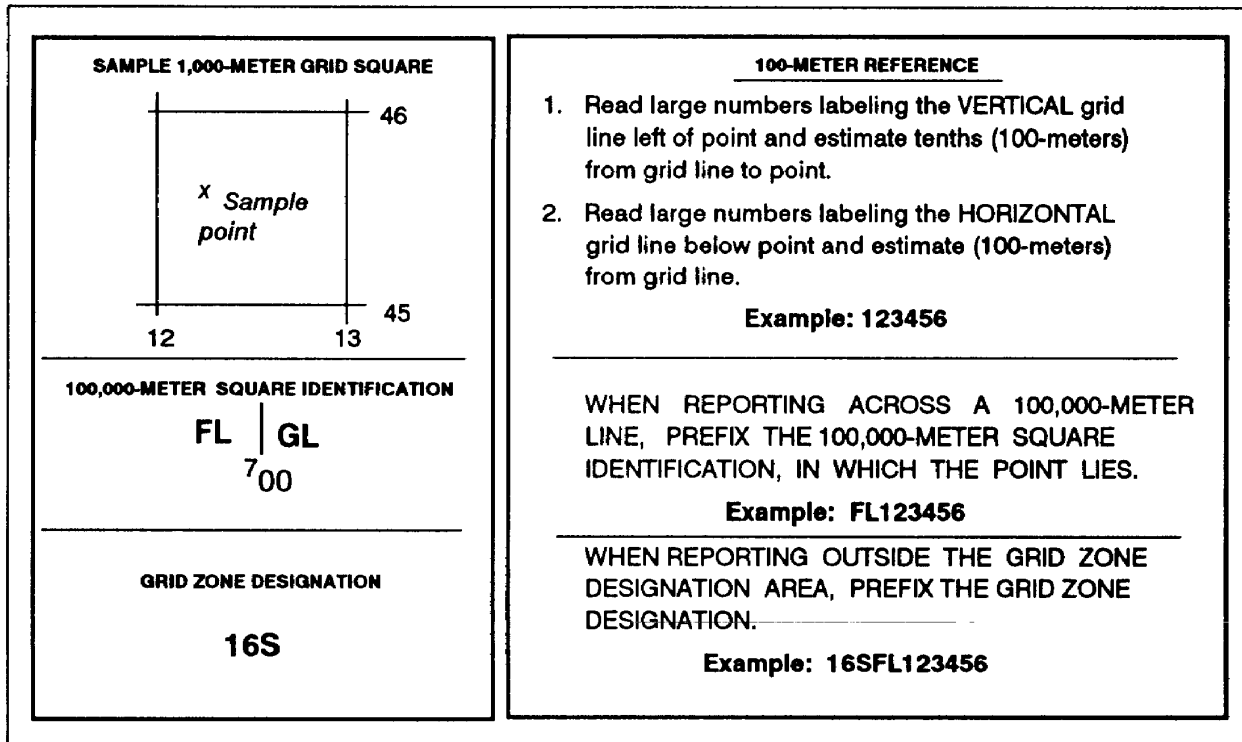 SAMPLE 1,000-METER GRID SQUARE
46
x Sample
point
45
12 13
100,000-METER SQUARE IDENTIFICATION
FL GL
700
GRID ZONE DESIGNATION
16S
100-METER REFERENCE
1. Read large numbers labeling the VERTICAL grid
line left of point and estimate tenths (100-meters)
from grid line to point.
2. Read large numbers labeling the HORIZONTAL
grid line below point and estimate (100-meters)
from grid line.
Example: 123456
WHEN REPORTING ACROSS A 100,000-METER
LINE, PREFIX THE 100,000-METER SQUARE
IDENTIFICATION, IN WHICH THE POINT LIES.
Example: FL123456
WHEN REPORTING OUTSIDE THE GRID ZONE
DESIGNATION AREA, PREFIX THE GRID ZONE
DESIGNATION.
Example: 16SFL123456